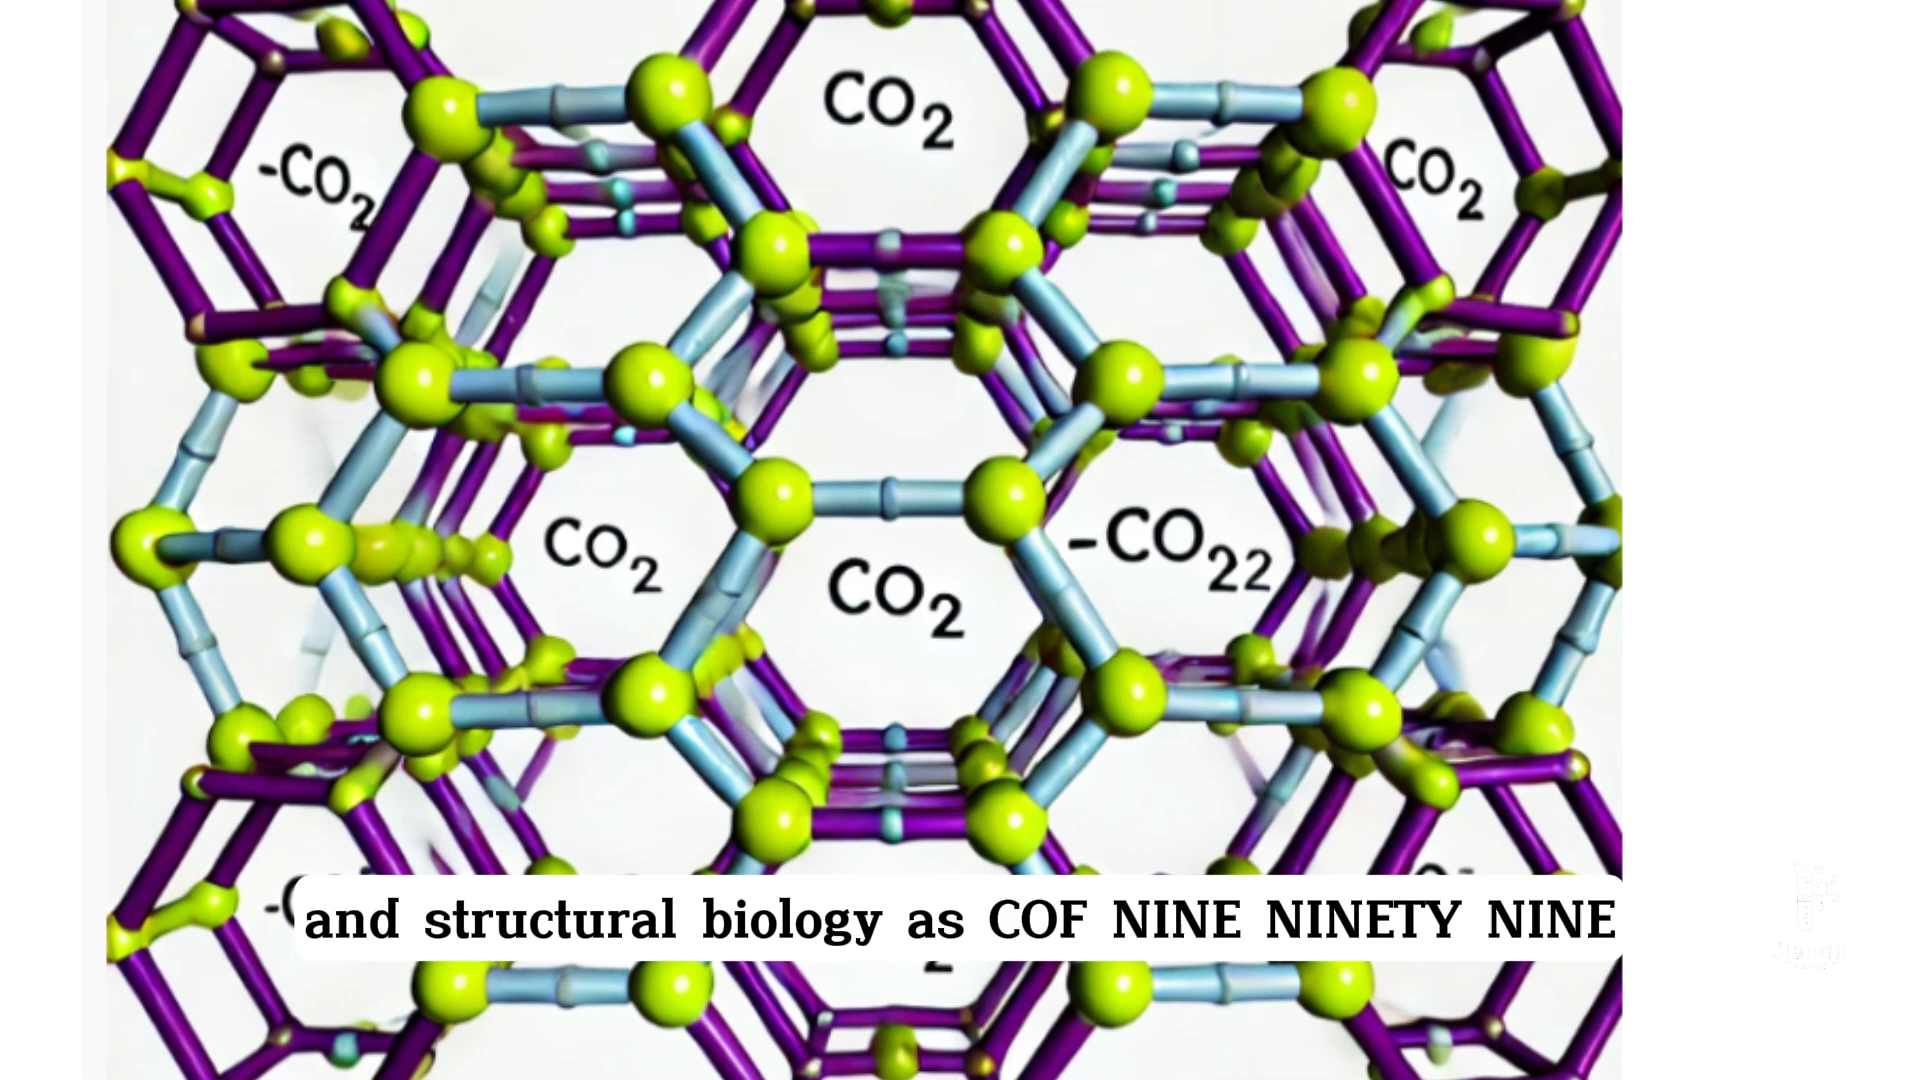 CO2
-CO2
CO2
CO2
-CO22
CO2
and structural biology as COF NINE NINETY NINE